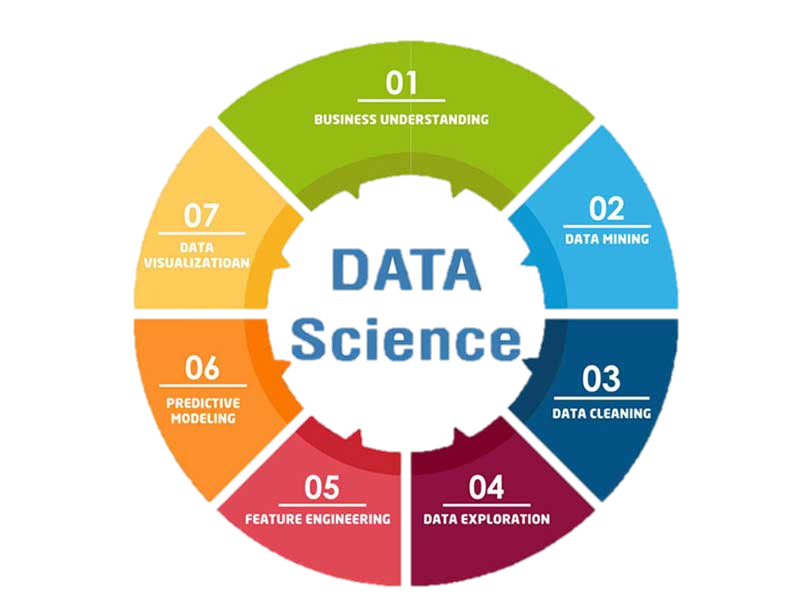 DATA
Science
01
BUSINESS UNDERSTANDING
02
DATA MINING
03
DATA CLEANING
04
DATA EXPLORATION
05
FEATURE ENGINEERING
06
PREDICTIVE
MODELING
07
DATA
VISUALIZATIOAN